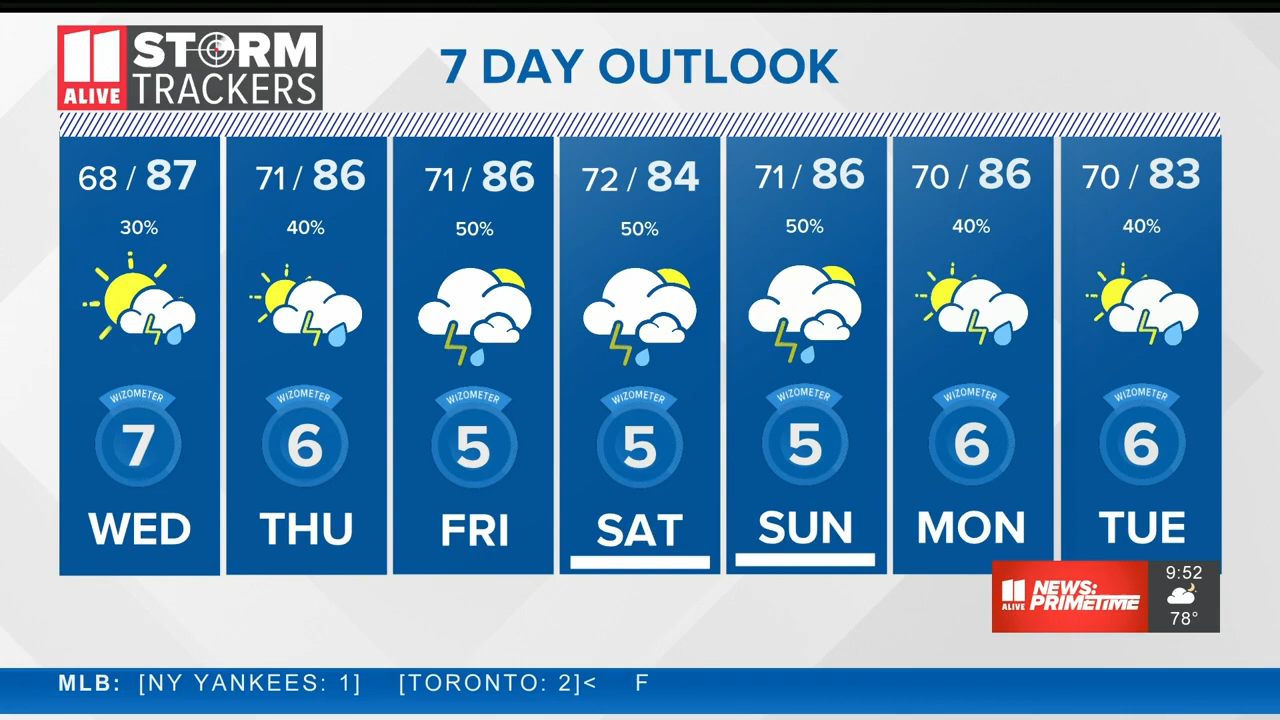 11 ALIVE STORM TRACKERS
7 DAY OUTLOOK
68 / 87
30%
WIZOMETER
7
WED
71 / 86
40%
WIZOMETER
6
THU
71 / 86
50%
WIZOMETER
5
FRI
72 / 84
50%
WIZOMETER
5
SAT
71 / 86
50%
WIZOMETER
5
SUN
70 / 86
40%
WIZOMETER
6
MON
70 / 83
40%
WIZOMETER
6
TUE
11 ALIVE NEWS: PRIMETIME
9:52
78°
MLB: [NY YANKEES: 1] [TORONTO: 2]< F